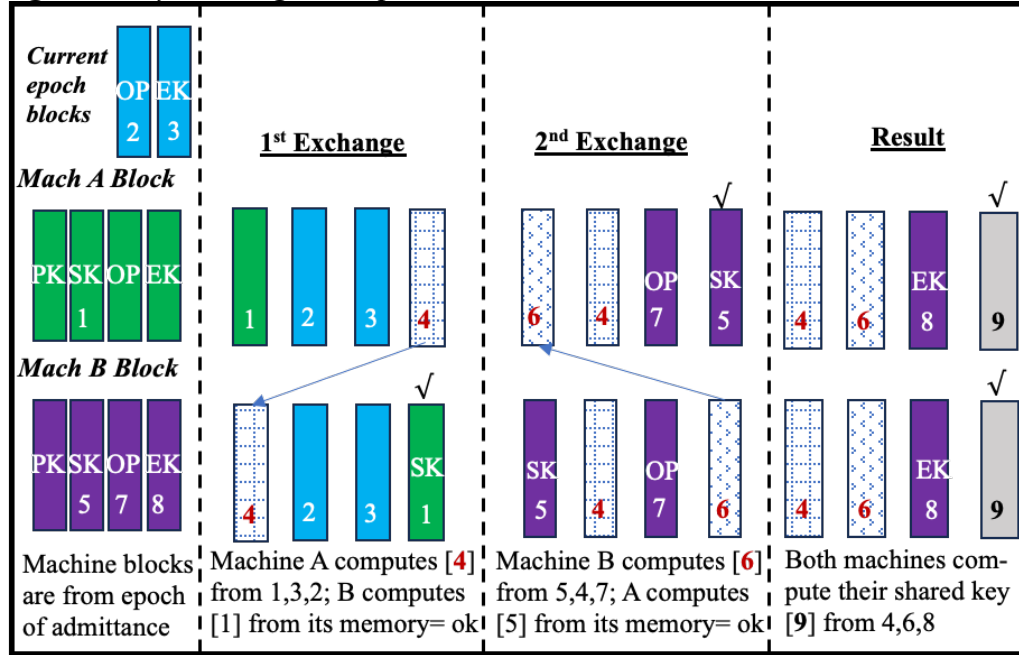 Current
epoch
blocks
OP EK
2 3
1st Exchange
2nd Exchange
Result
Mach A Block
√
√
PK SK OP EK
1
1 2 3 4
6 4 OP 7 SK 5
4 6 EK 8 9
Mach B Block
√
√
PK SK OP EK
5 7 8
4 2 3 SK 1
SK 5 4 OP 7 6
4 6 EK 8 9
Machine blocks
are from epoch
of admittance
Machine A computes [4]
from 1,3,2; B computes
[1] from its memory= ok
Machine B computes [6]
from 5,4,7; A computes
[5] from its memory= ok
Both machines com-
pute their shared key
[9] from 4,6,8